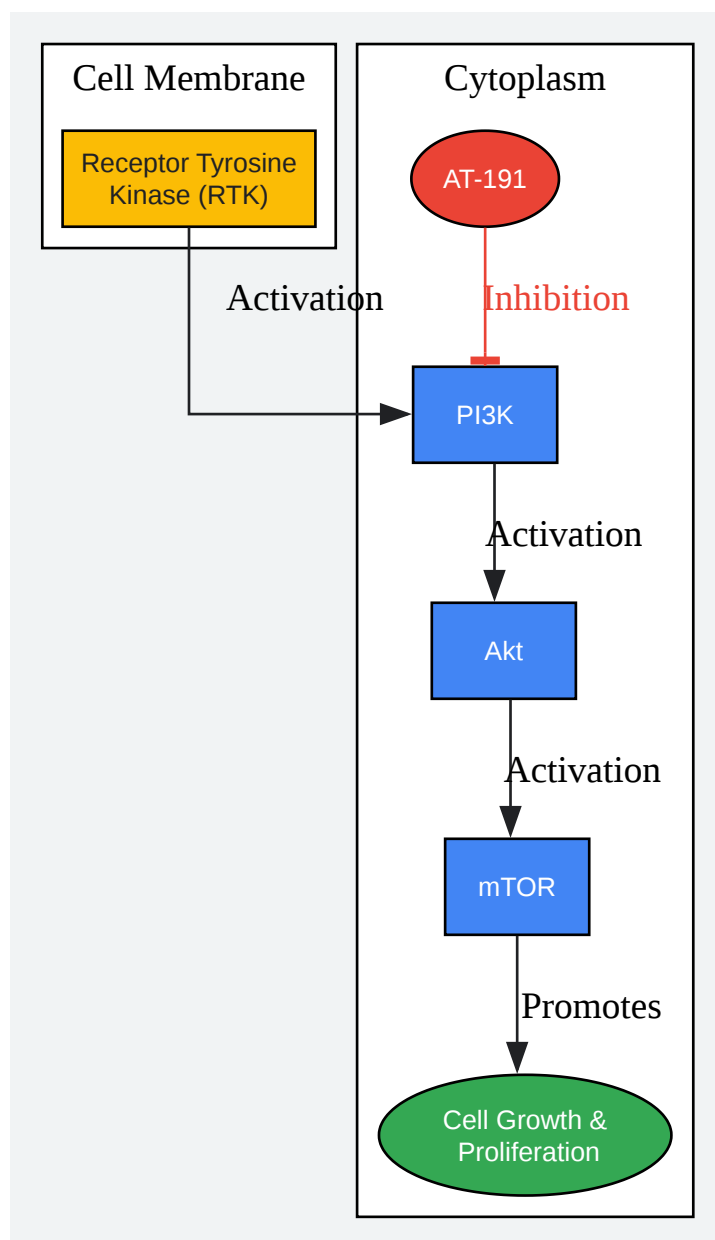 Cell Membrane
Receptor Tyrosine
Kinase (RTK)
Cytoplasm
AT-191
Activation
Inhibition
PI3K
Activation
Akt
Activation
mTOR
Promotes
Cell Growth &
Proliferation